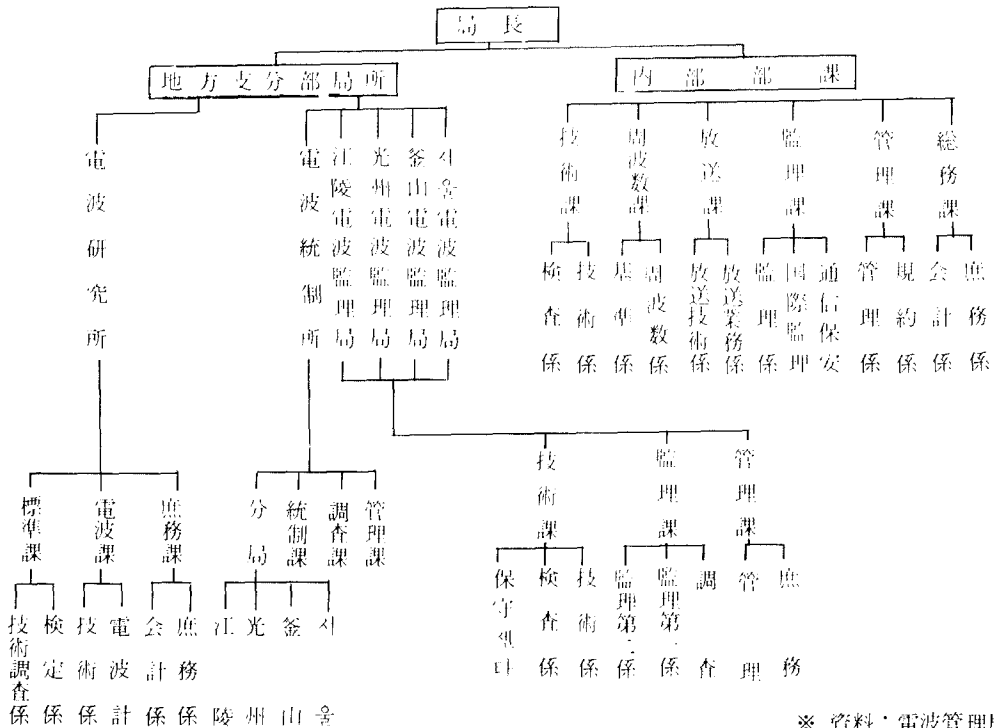 局長
地方支分部局所
内部部課
電波研究所
電波統制所
江陵電波監理局
光州電波監理局
釜山電波監理局
서울電波監理局
技術課
周波数課
放送課
監理課
管理課
総務課
検査係
技術係
基準係
周波数係
放送技術係
放送業務係
監理係
国際監理
通信保安
管理係
規約係
会計係
庶務係
標準課
電波課
庶務課
分局
統制課
調査課
管理課
技術課
監理課
管理課
技術調査係
検定係
技術係
電波計
会計係
庶務係
江陵
光州
釜山
서울
保守센타
検査係
技術係
監理第二係
監理第一係
調査
管理
庶務
※ 資料：電波管理局